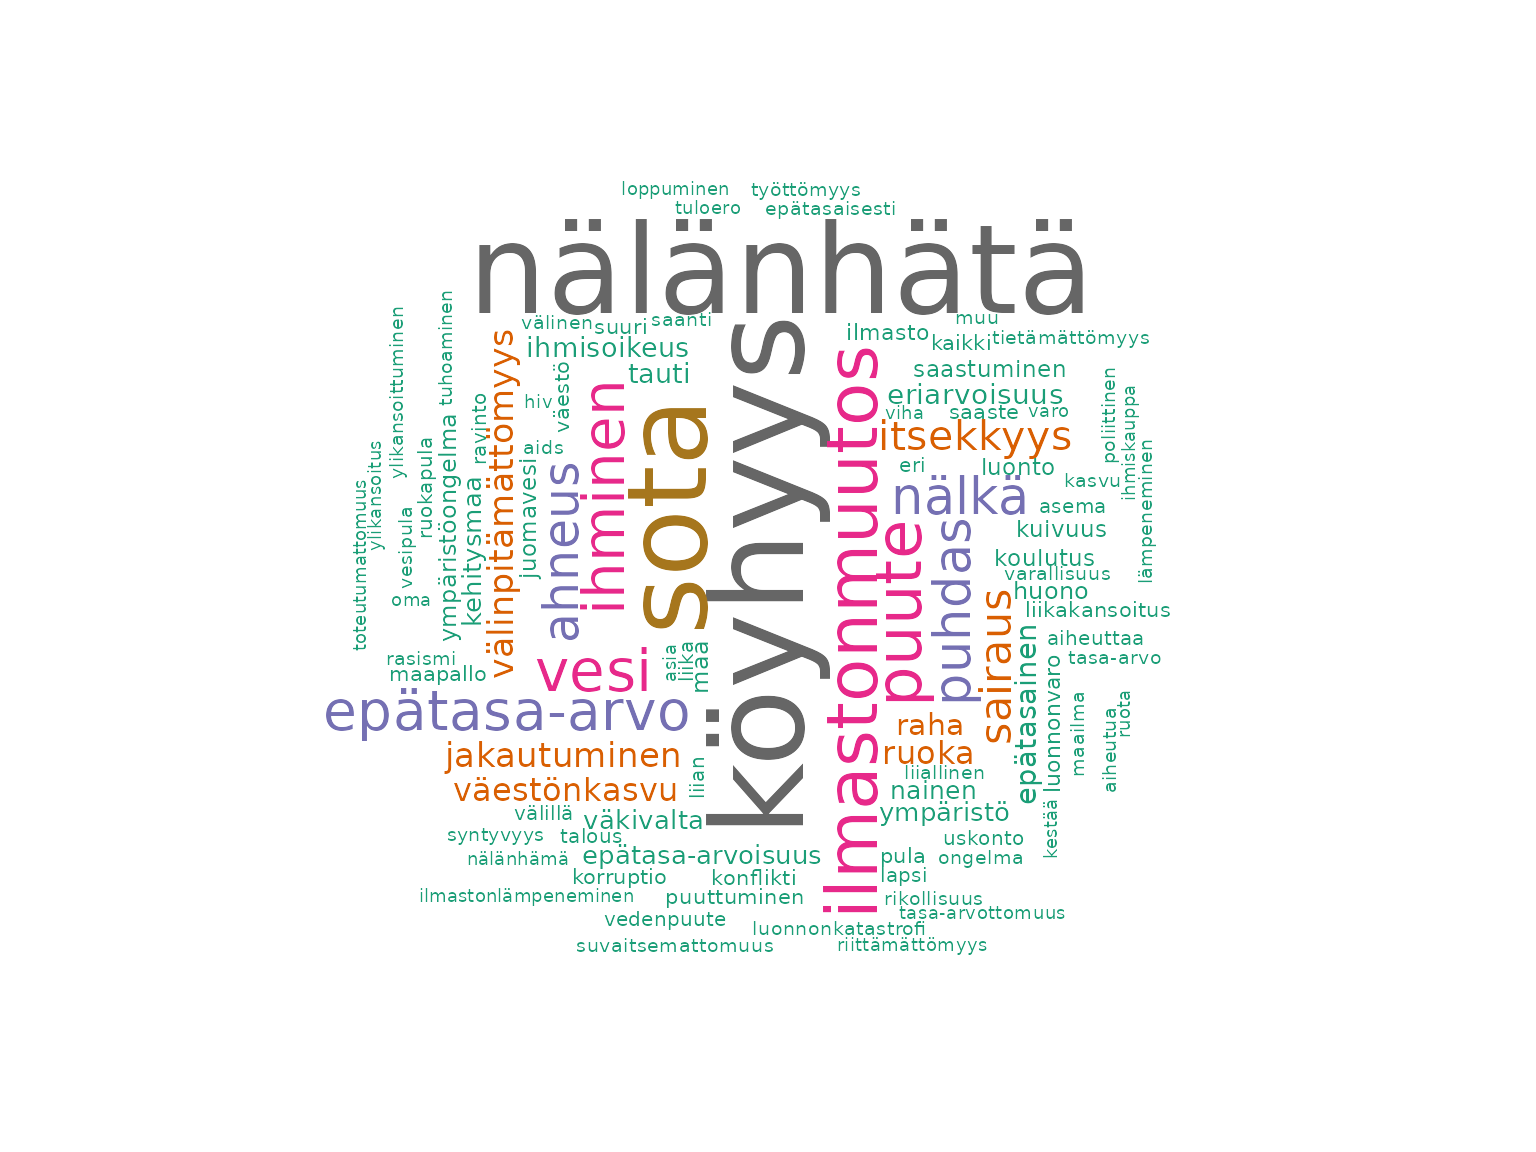 loppuminen
työttömyys
tuloero
epätasaisesti
nälänhätä
köyhyys
välinen
suuri
saanti
muu
ilmasto
kaikki
tietämättömyys
ihmisoikeus
tauti
saastuminen
eriarvoisuus
viha
saaste
varo
itsekkyys
eri
luonto
kasvu
nälkä
asema
kuivuus
koulutus
varallisuus
huono
liikakansoitus
aiheuttaa
tasa-arvo
poliittinen
ihmiskauppa
lämpeneminen
ylikansoittuminen
tuhoaminen
välinpitämättömyys
väestö
hiv
aids
ravinto
ruokapula
ympäristöongelma
ylikansoitus
toteutumattomuus
vesipula
kehitysmaa
juomavesi
oma
ahneus
ihminen
sota
ilmastonmuutos
puute
puhdas
sairaus
epätasainen
luonnonvaro
maailma
aiheutua
ruota
kestää
rasismi
maapallo
vesi
asia
liika
maa
epätasa-arvo
jakautuminen
väestönkasvu
liian
raha
ruoka
liiallinen
nainen
ympäristö
välillä
väkivalta
syntyvyys
talous
uskonto
nälänhämä
epätasa-arvoisuus
pula
ongelma
korruptio
konflikti
lapsi
ilmastonlämpeneminen
puuttuminen
rikollisuus
vedenpuute
tasa-arvottomuus
luonnonkatastrofi
suvaitsemattomuus
riittämättömyys